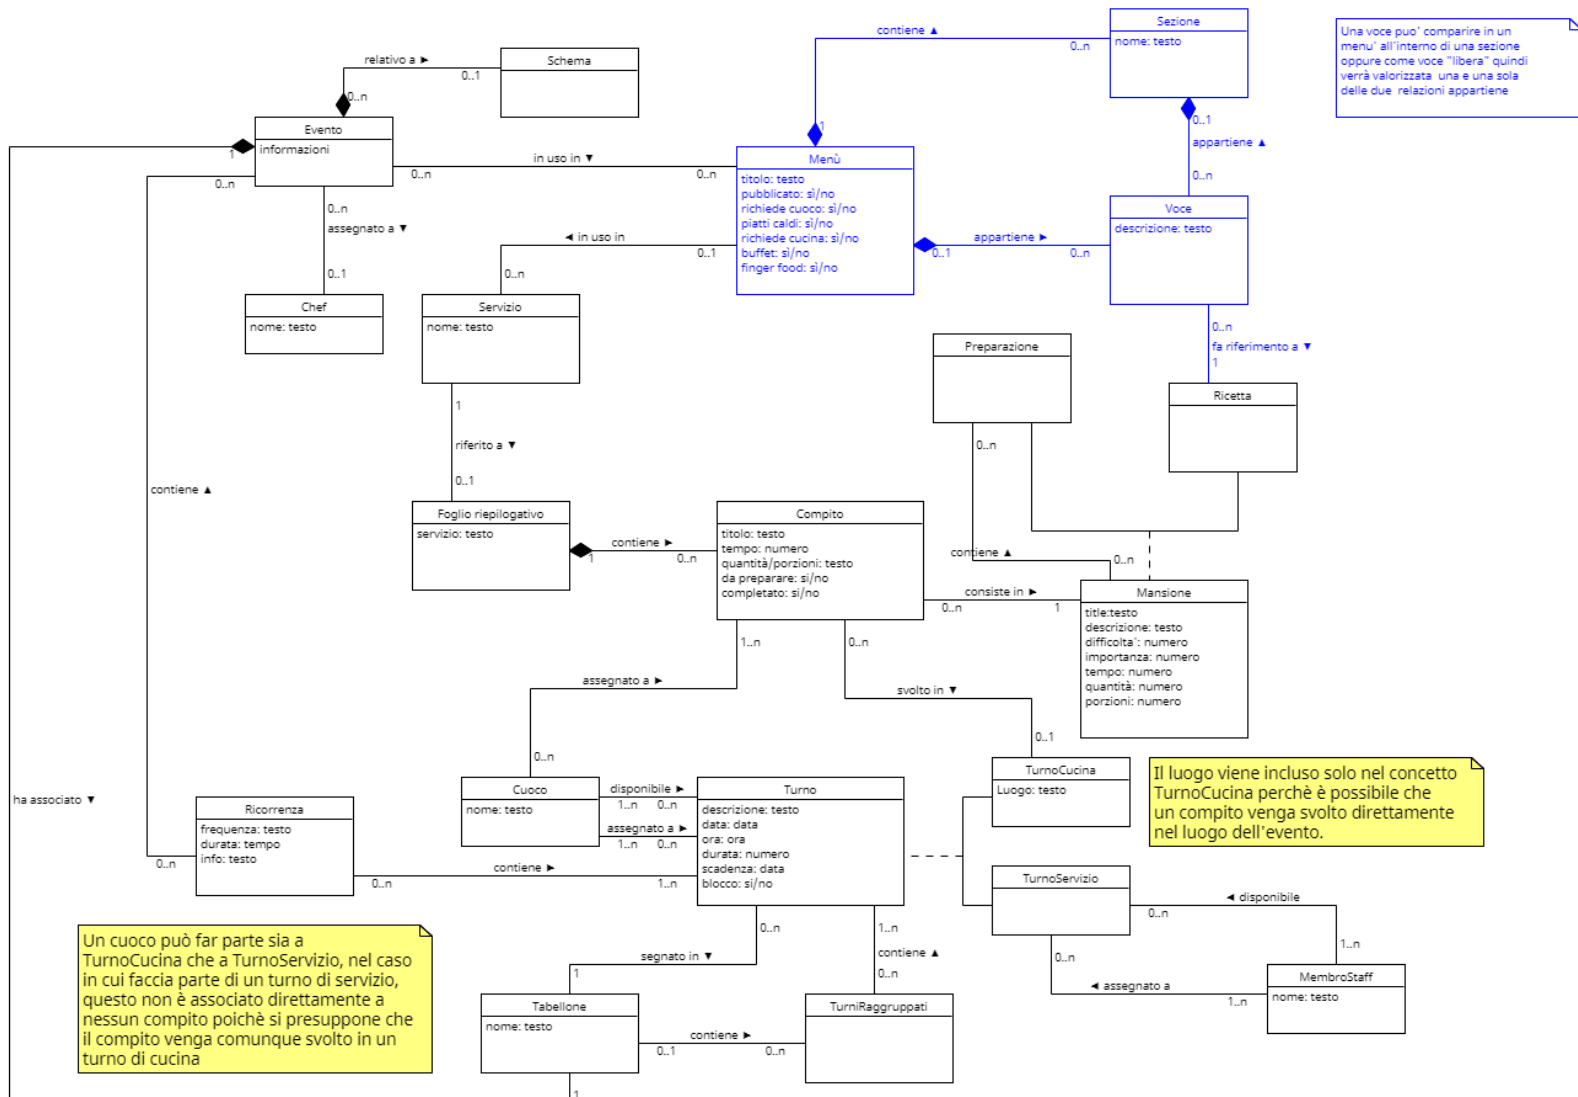 contiene ▲
0..n
Sezione
nome: testo
Una voce puo' comparire in un
menu' all'interno di una sezione
oppure come voce "libera" quindi
verrà valorizzata  una e una sola
delle due  relazioni appartiene
relativo a ►
0..1
Schema
0..n
Evento
informazioni
1
0..n
1
0..1
appartiene ▲
0..n
in uso in ▼
0..n
0..n
Menù
titolo: testo
pubblicato: sì/no
richiede cuoco: sì/no
piatti caldi: sì/no
richiede cucina: sì/no
buffet: sì/no
finger food: sì/no
Voce
descrizione: testo
0..n
assegnato a ▼
0..1
◄ in uso in
0..1
0..n
appartiene ►
0..1
0..n
Chef
nome: testo
Servizio
nome: testo
0..n
fa riferimento a ▼
1
Preparazione
Ricetta
1
riferito a ▼
0..1
0..n
contiene ▲
Foglio riepilogativo
servizio: testo
contiene ►
1
0..n
Compito
titolo: testo
tempo: numero
quantità/porzioni: testo
da preparare: si/no
completato: si/no
contiene ▲
0..n
consiste in ►
0..n
1
Mansione
title:testo
descrizione: testo
difficolta': numero
importanza: numero
tempo: numero
quantità: numero
porzioni: numero
1..n
0..n
assegnato a ►
svolto in ▼
0..n
0..1
ha associato ▼
Ricorrenza
frequenza: testo
durata: tempo
info: testo
0..n
Cuoco
nome: testo
disponibile ►
1..n
0..n
assegnato a ►
1..n
0..n
Turno
descrizione: testo
data: data
ora: ora
durata: numero
scadenza: data
blocco: si/no
TurnoCucina
Luogo: testo
Il luogo viene incluso solo nel concetto
TurnoCucina perchè è possibile che
un compito venga svolto direttamente
nel luogo dell'evento.
contiene ►
0..n
1..n
TurnoServizio
◄ disponibile
0..n
1..n
0..n
◄ assegnato a
1..n
MembroStaff
nome: testo
Un cuoco può far parte sia a
TurnoCucina che a TurnoServizio, nel caso
in cui faccia parte di un turno di servizio,
questo non è associato direttamente a
nessun compito poichè si presuppone che
il compito venga comunque svolto in un
turno di cucina
0..n
segnato in ▼
1
1..n
contiene ▲
0..n
Tabellone
nome: testo
contiene ►
0..1
0..n
TurniRaggruppati
1